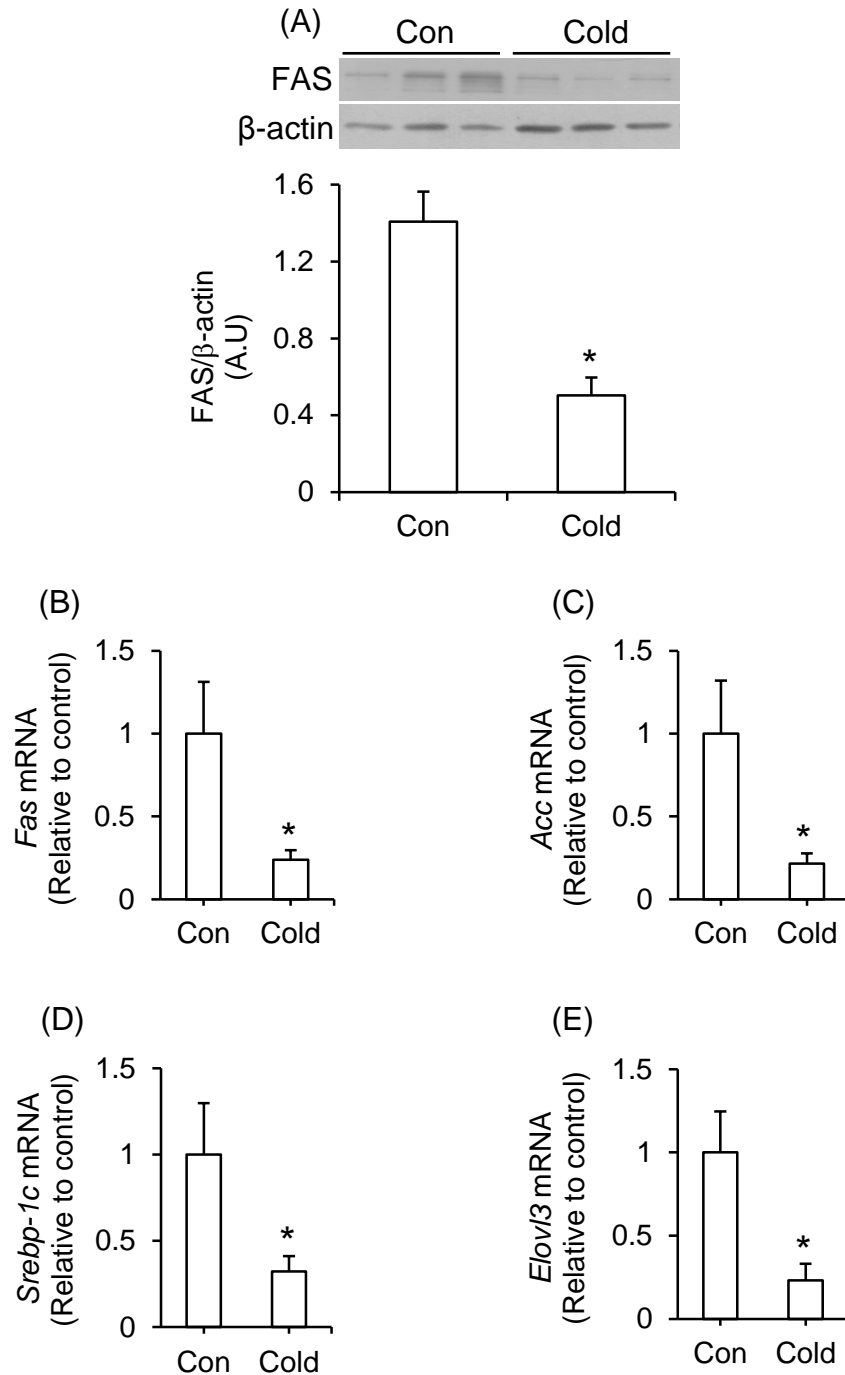 (A)
Con Cold
FAS
β-actin
FAS/β-actin
(A.U)
1.6
1.2
0.8
0.4
0
*
Con Cold
(B)
Fas mRNA
(Relative to control)
1.5
1
0.5
0
*
Con Cold
(C)
Acc mRNA
(Relative to control)
1.5
1
0.5
0
*
Con Cold
(D)
Srebp-1c mRNA
(Relative to control)
1.5
1
0.5
0
*
Con Cold
(E)
Elovl3 mRNA
(Relative to control)
1.5
1
0.5
0
*
Con Cold